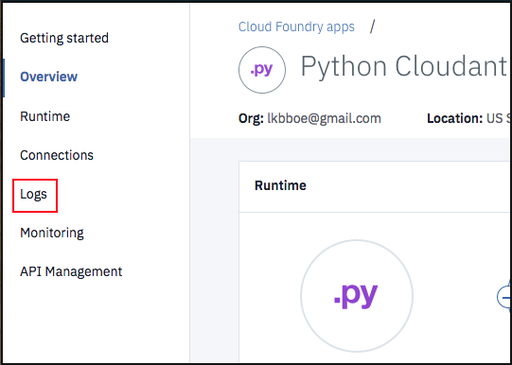 Getting started
Overview
Runtime
Connections
Logs
Monitoring
API Management
Cloud Foundry apps /
.py
Python Cloudant
Org: lkbboe@gmail.com Location: US S
Runtime
.py